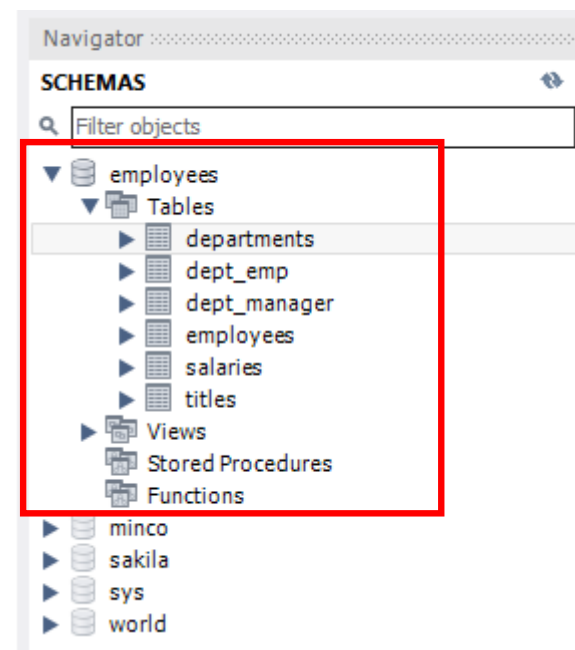 Navigator
SCHEMAS
Filter objects
employees
Tables
departments
dept_emp
dept_manager
employees
salaries
titles
Views
Stored Procedures
Functions
minco
sakila
sys
world